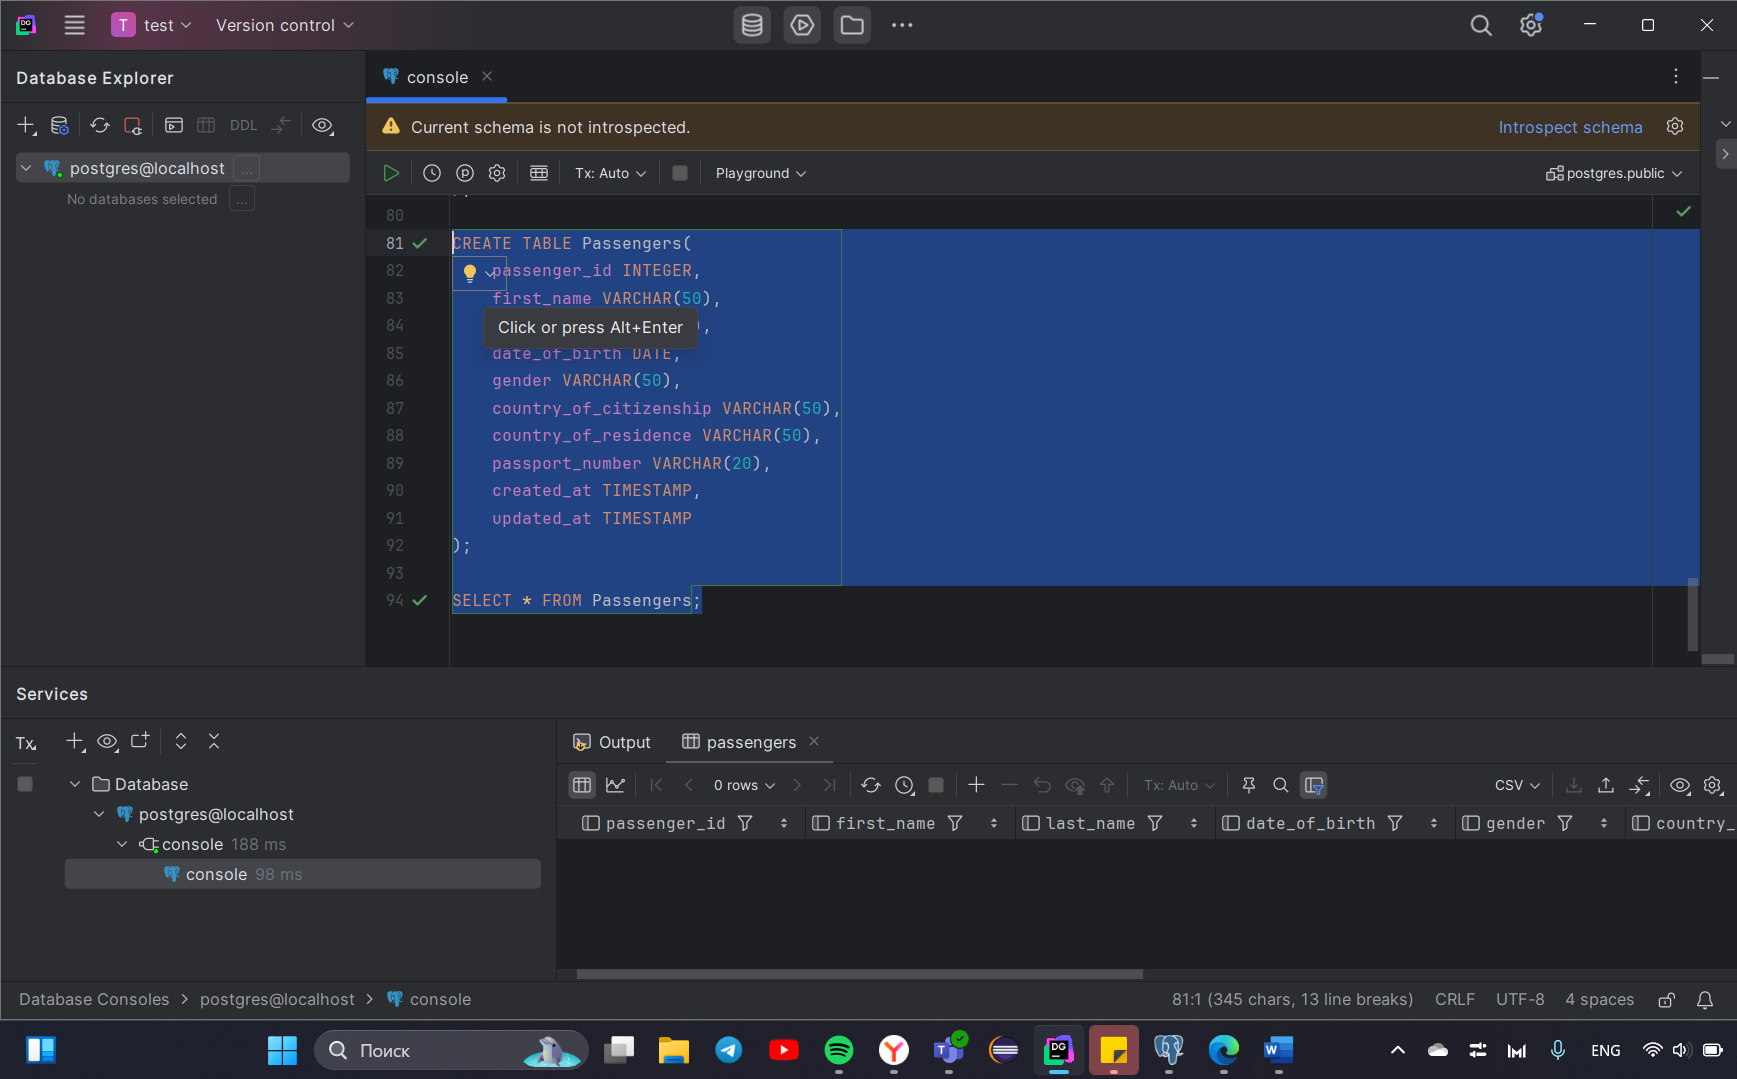 test
Version control
Database Explorer
console
Current schema is not introspected.
Introspect schema
DDL
postgres@localhost
...
No databases selected
...
Tx: Auto
Playground
postgres.public
80
81 CREATE TABLE Passengers(
82 passenger_id INTEGER,
83 first_name VARCHAR(50),
84
Click or press Alt+Enter
85 date_of_birth DATE,
86 gender VARCHAR(50),
87 country_of_citizenship VARCHAR(50),
88 country_of_residence VARCHAR(50),
89 passport_number VARCHAR(20),
90 created_at TIMESTAMP,
91 updated_at TIMESTAMP
92 );
93
94 SELECT * FROM Passengers;
Services
Tx
Database
postgres@localhost
console 188 ms
console 98 ms
Output
passengers
0 rows
Tx: Auto
CSV
passenger_id
first_name
last_name
date_of_birth
gender
country_
Database Consoles > postgres@localhost > console
81:1 (345 chars, 13 line breaks)
CRLF
UTF-8
4 spaces
Поиск
ENG